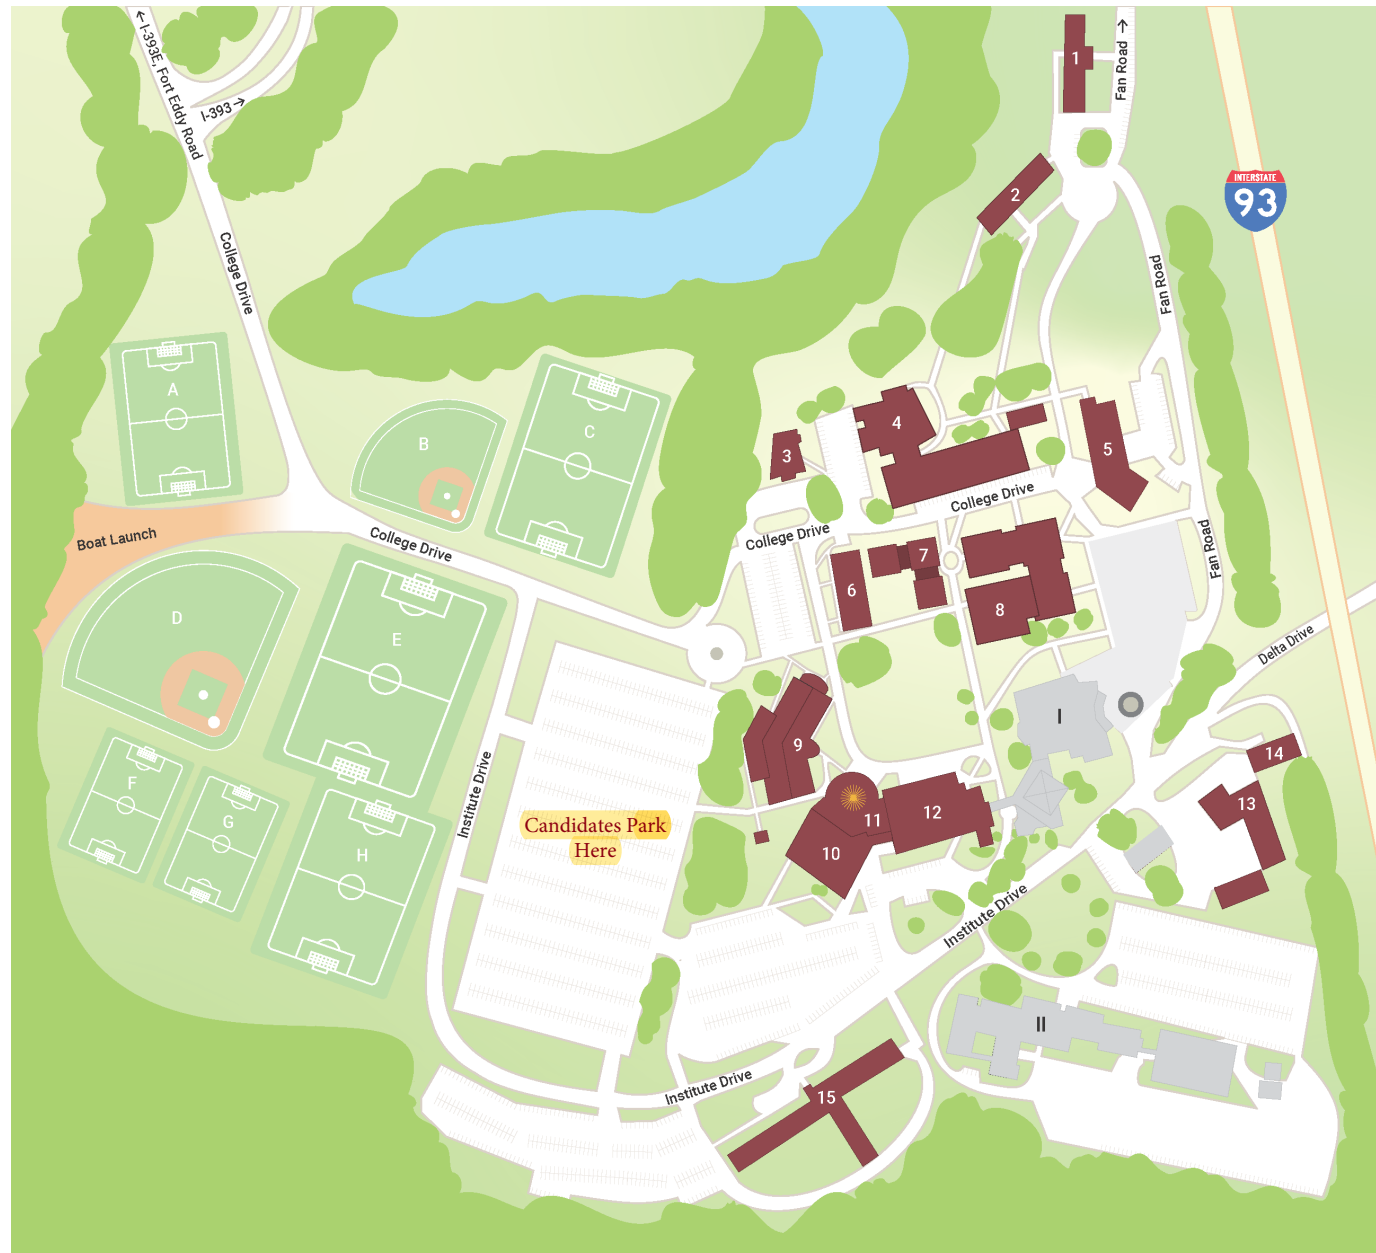 ← I-393E, Fort Eddy Road
I-393 →
Fan Road →
1
2
INTERSTATE
93
College Drive
Fan Road
A
B
C
3
4
5
College Drive
College Drive
Boat Launch
College Drive
Fan Road
6
7
8
D
E
Delta Drive
I
9
14
F
G
H
Institute Drive
13
Candidates Park
Here
10
11
12
Institute Drive
II
Institute Drive
15